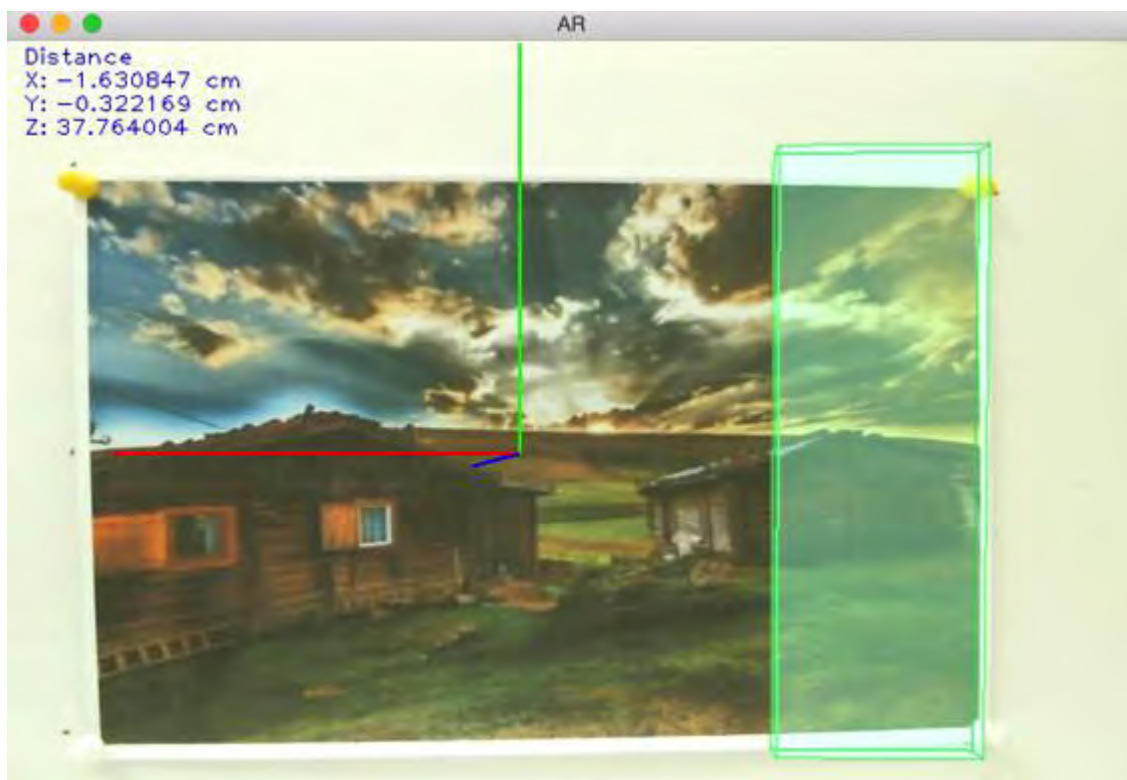 AR
Distance
X: -1.630847 cm
Y: -0.322169 cm
Z: 37.764004 cm